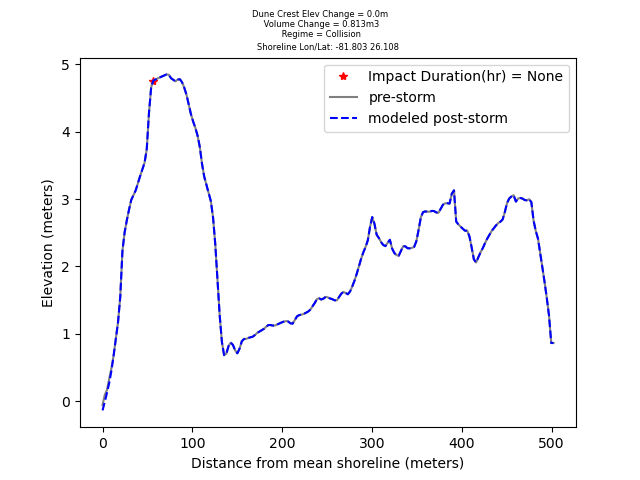 Dune Crest Elev Change = 0.0m
Volume Change = 0.813m3
Regime = Collision
Shoreline Lon/Lat: -81.803 26.108
Impact Duration(hr) = None
pre-storm
modeled post-storm
Elevation (meters)
5
4
3
2
1
0
0 100 200 300 400 500
Distance from mean shoreline (meters)